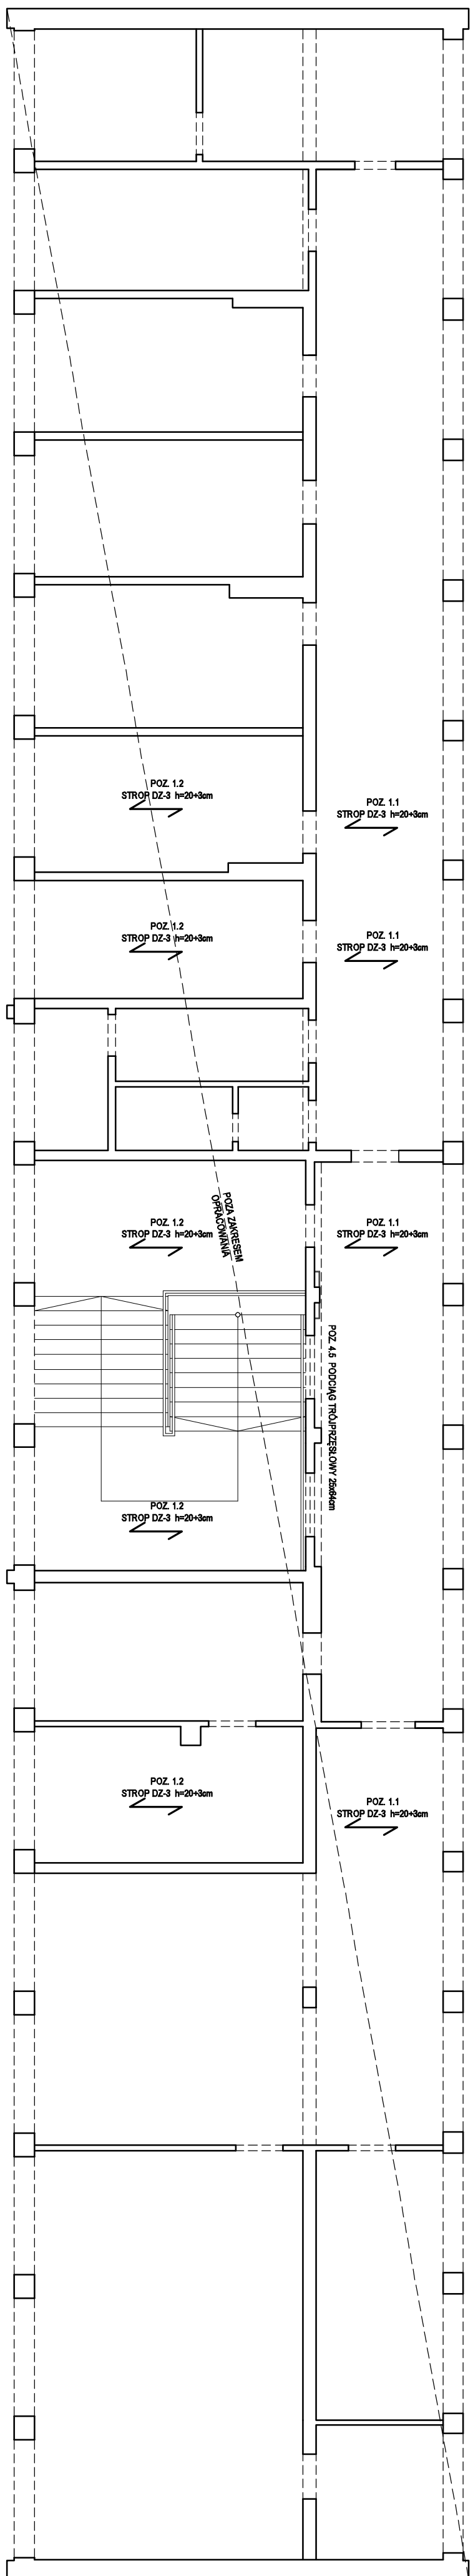 POZ. 1.2
STROP DZ-3 h=20+3cm
POZ. 1.1
STROP DZ-3 h=20+3cm
POZ. 1.2
STROP DZ-3 h=20+3cm
POZ. 1.1
STROP DZ-3 h=20+3cm
POZA ZAKRESEM
OPRACOWANIA
POZ. 1.2
STROP DZ-3 h=20+3cm
POZ. 1.1
STROP DZ-3 h=20+3cm
POZ. 4.5 PODCIĄG TRÓJPRZĘSŁOWY 25x64cm
POZ. 1.2
STROP DZ-3 h=20+3cm
POZ. 1.2
STROP DZ-3 h=20+3cm
POZ. 1.1
STROP DZ-3 h=20+3cm